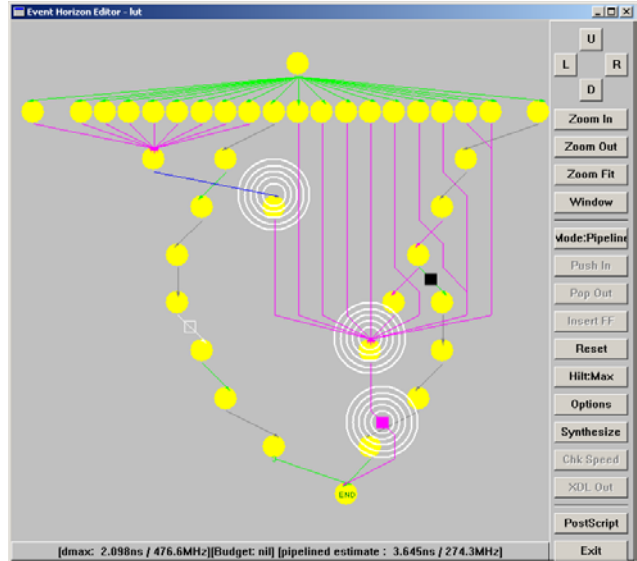 Event Horizon Editor - lut
U
L R
D
Zoom In
Zoom Out
Zoom Fit
Window
Mode:Pipeline
Push In
Pop Out
Insert FF
Reset
Hilt:Max
Options
Synthesize
Chk Speed
XDL Out
PostScript
Exit
END
[dmax: 2.098ns / 476.6MHz][Budget: nil] [pipelined estimate : 3.645ns / 274.3MHz]